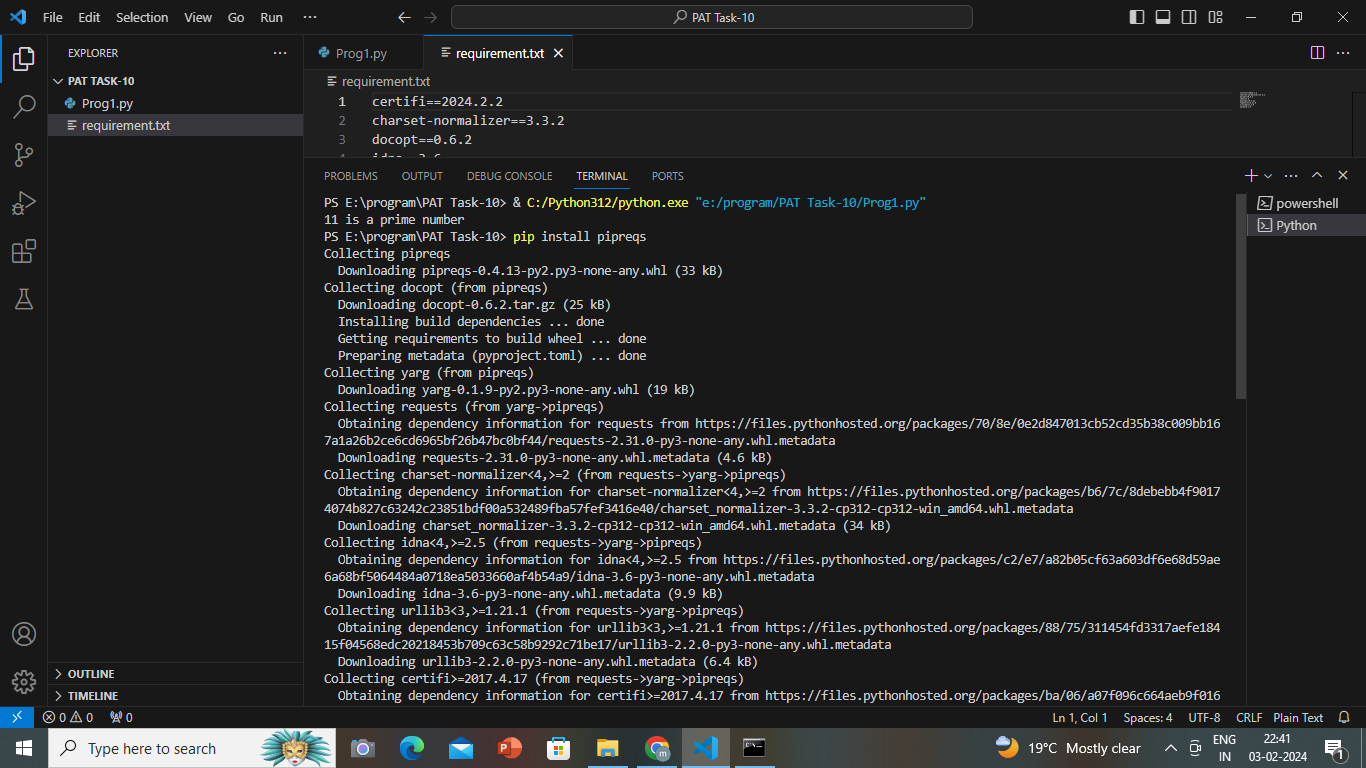 File Edit Selection View Go Run ··· PAT Task-10
EXPLORER ···
PAT TASK-10
Prog1.py
requirement.txt
OUTLINE
TIMELINE
Prog1.py requirement.txt ···
requirement.txt
1 certifi==2024.2.2
2 charset-normalizer==3.3.2
3 docopt==0.6.2
PROBLEMS OUTPUT DEBUG CONSOLE TERMINAL PORTS ···
powershell
Python
PS E:\program\PAT Task-10> & C:/Python312/python.exe "e:/program/PAT Task-10/Prog1.py"
11 is a prime number
PS E:\program\PAT Task-10> pip install pipreqs
Collecting pipreqs
Downloading pipreqs-0.4.13-py2.py3-none-any.whl (33 kB)
Collecting docopt (from pipreqs)
Downloading docopt-0.6.2.tar.gz (25 kB)
Installing build dependencies ... done
Getting requirements to build wheel ... done
Preparing metadata (pyproject.toml) ... done
Collecting yarg (from pipreqs)
Downloading yarg-0.1.9-py2.py3-none-any.whl (19 kB)
Collecting requests (from yarg->pipreqs)
Obtaining dependency information for requests from https://files.pythonhosted.org/packages/70/8e/0e2d847013cb52cd35b38c009bb16
7a1a26b2ce6cd6965bf26b47bc0bf44/requests-2.31.0-py3-none-any.whl.metadata
Downloading requests-2.31.0-py3-none-any.whl.metadata (4.6 kB)
Collecting charset-normalizer<4,>=2 (from requests->yarg->pipreqs)
Obtaining dependency information for charset-normalizer<4,>=2 from https://files.pythonhosted.org/packages/b6/7c/8debebb4f9017
4074b827c63242c23851bdf00a532489fba57fef3416e40/charset_normalizer-3.3.2-cp312-cp312-win_amd64.whl.metadata
Downloading charset_normalizer-3.3.2-cp312-cp312-win_amd64.whl.metadata (34 kB)
Collecting idna<4,>=2.5 (from requests->yarg->pipreqs)
Obtaining dependency information for idna<4,>=2.5 from https://files.pythonhosted.org/packages/c2/e7/a82b05cf63a603df6e68d59ae
6a68bf5064484a0718ea5033660af4b54a9/idna-3.6-py3-none-any.whl.metadata
Downloading idna-3.6-py3-none-any.whl.metadata (9.9 kB)
Collecting urllib3<3,>=1.21.1 (from requests->yarg->pipreqs)
Obtaining dependency information for urllib3<3,>=1.21.1 from https://files.pythonhosted.org/packages/88/75/311454fd3317aefe184
15f04568edc20218453b709c63c58b9292c71be17/urllib3-2.2.0-py3-none-any.whl.metadata
Downloading urllib3-2.2.0-py3-none-any.whl.metadata (6.4 kB)
Collecting certifi>=2017.4.17 (from requests->yarg->pipreqs)
Obtaining dependency information for certifi>=2017.4.17 from https://files.pythonhosted.org/packages/ba/06/a07f096c664aeb9f016
0 0 0 Ln 1, Col 1 Spaces: 4 UTF-8 CRLF Plain Text
Type here to search 19°C Mostly clear ENG
IN
22:41
03-02-2024
1